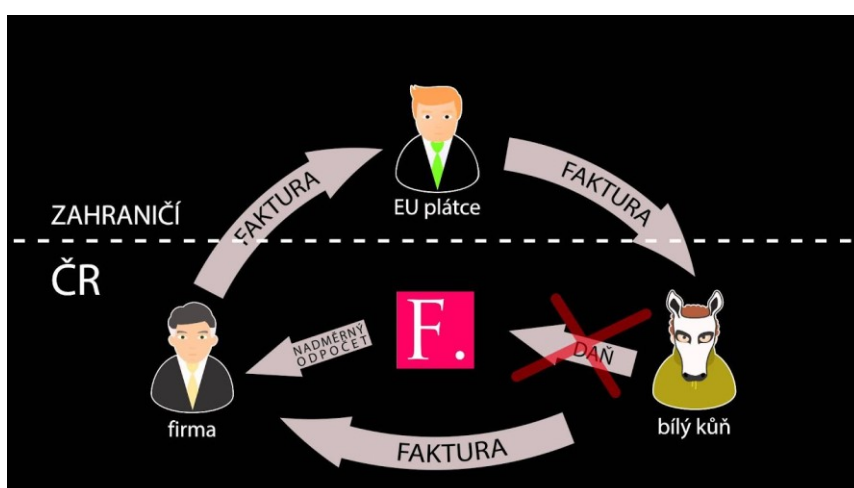 EU plátce
FAKTURA
FAKTURA
ZAHRANIČÍ
ČR
NADMĚRNÝ
ODPOČET
F.
DAŇ
firma
bílý kůň
FAKTURA